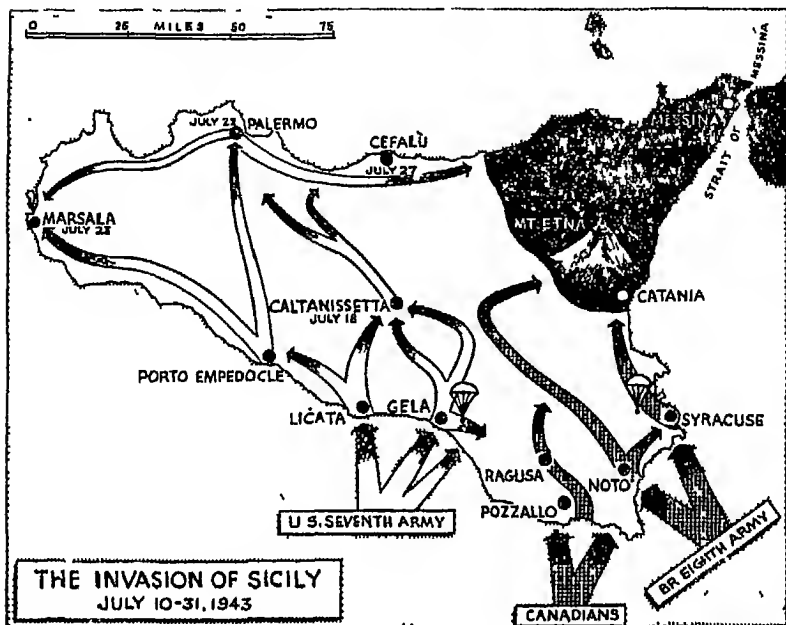 0 25 MILES 50 75
MESSINA
STRAIT OF MESSINA
JULY 23 PALERMO
CEFALU
JULY 27
MARSALA
JULY 23
MT. ETNA
CATANIA
CALTANISSETTA
JULY 18
PORTO EMPEDOCLE
LICATA
GELA
SYRACUSE
RAGUSA
NOTO
POZZALLO
U.S. SEVENTH ARMY
BR. EIGHTH ARMY
CANADIANS
THE INVASION OF SICILY
JULY 10-31, 1943